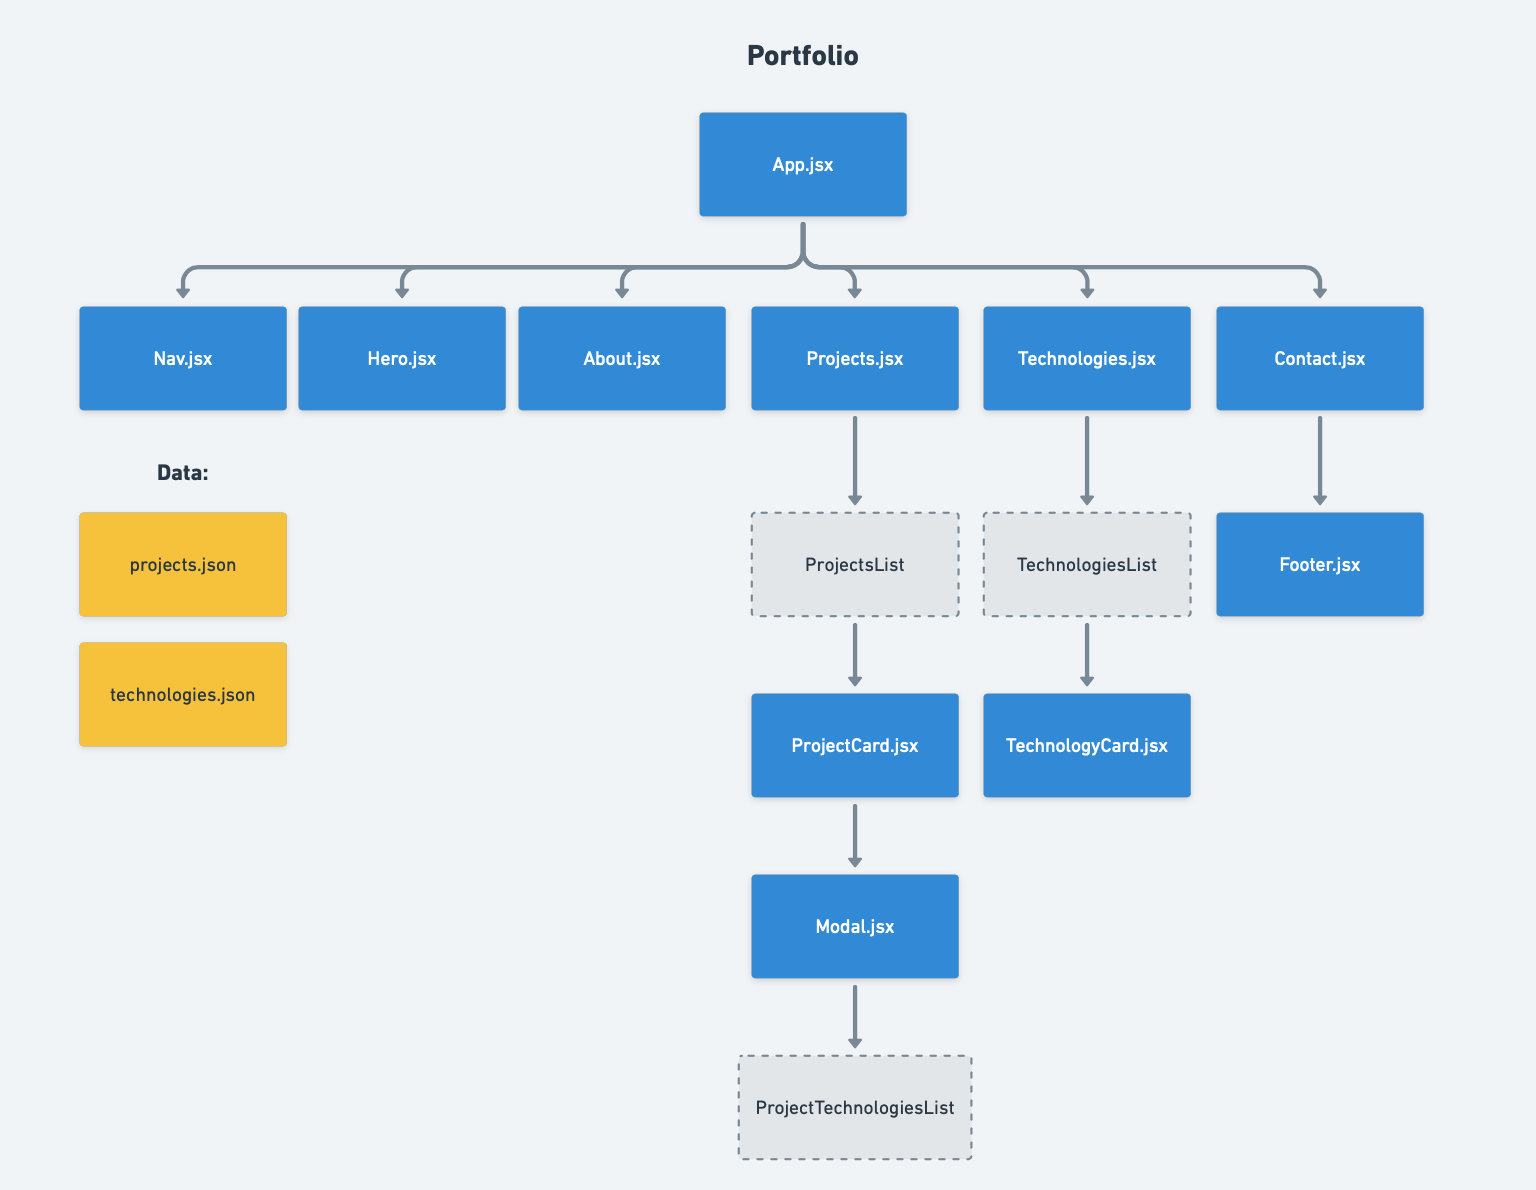 Portfolio
App.jsx
Nav.jsx
Hero.jsx
About.jsx
Projects.jsx
Technologies.jsx
Contact.jsx
Data:
projects.json
ProjectsList
TechnologiesList
Footer.jsx
technologies.json
ProjectCard.jsx
TechnologyCard.jsx
Modal.jsx
ProjectTechnologiesList